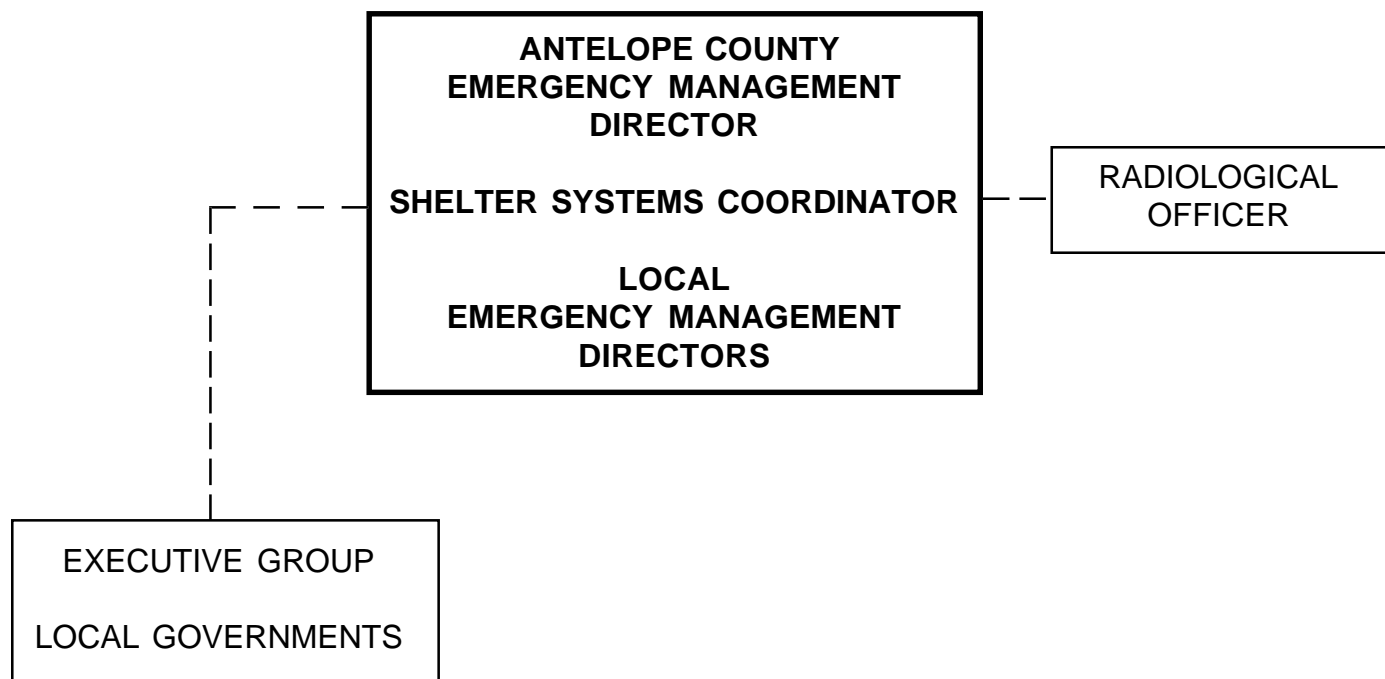 ANTELOPE COUNTY
EMERGENCY MANAGEMENT
DIRECTOR
SHELTER SYSTEMS COORDINATOR
LOCAL
EMERGENCY MANAGEMENT
DIRECTORS
RADIOLOGICAL
OFFICER
EXECUTIVE GROUP
LOCAL GOVERNMENTS